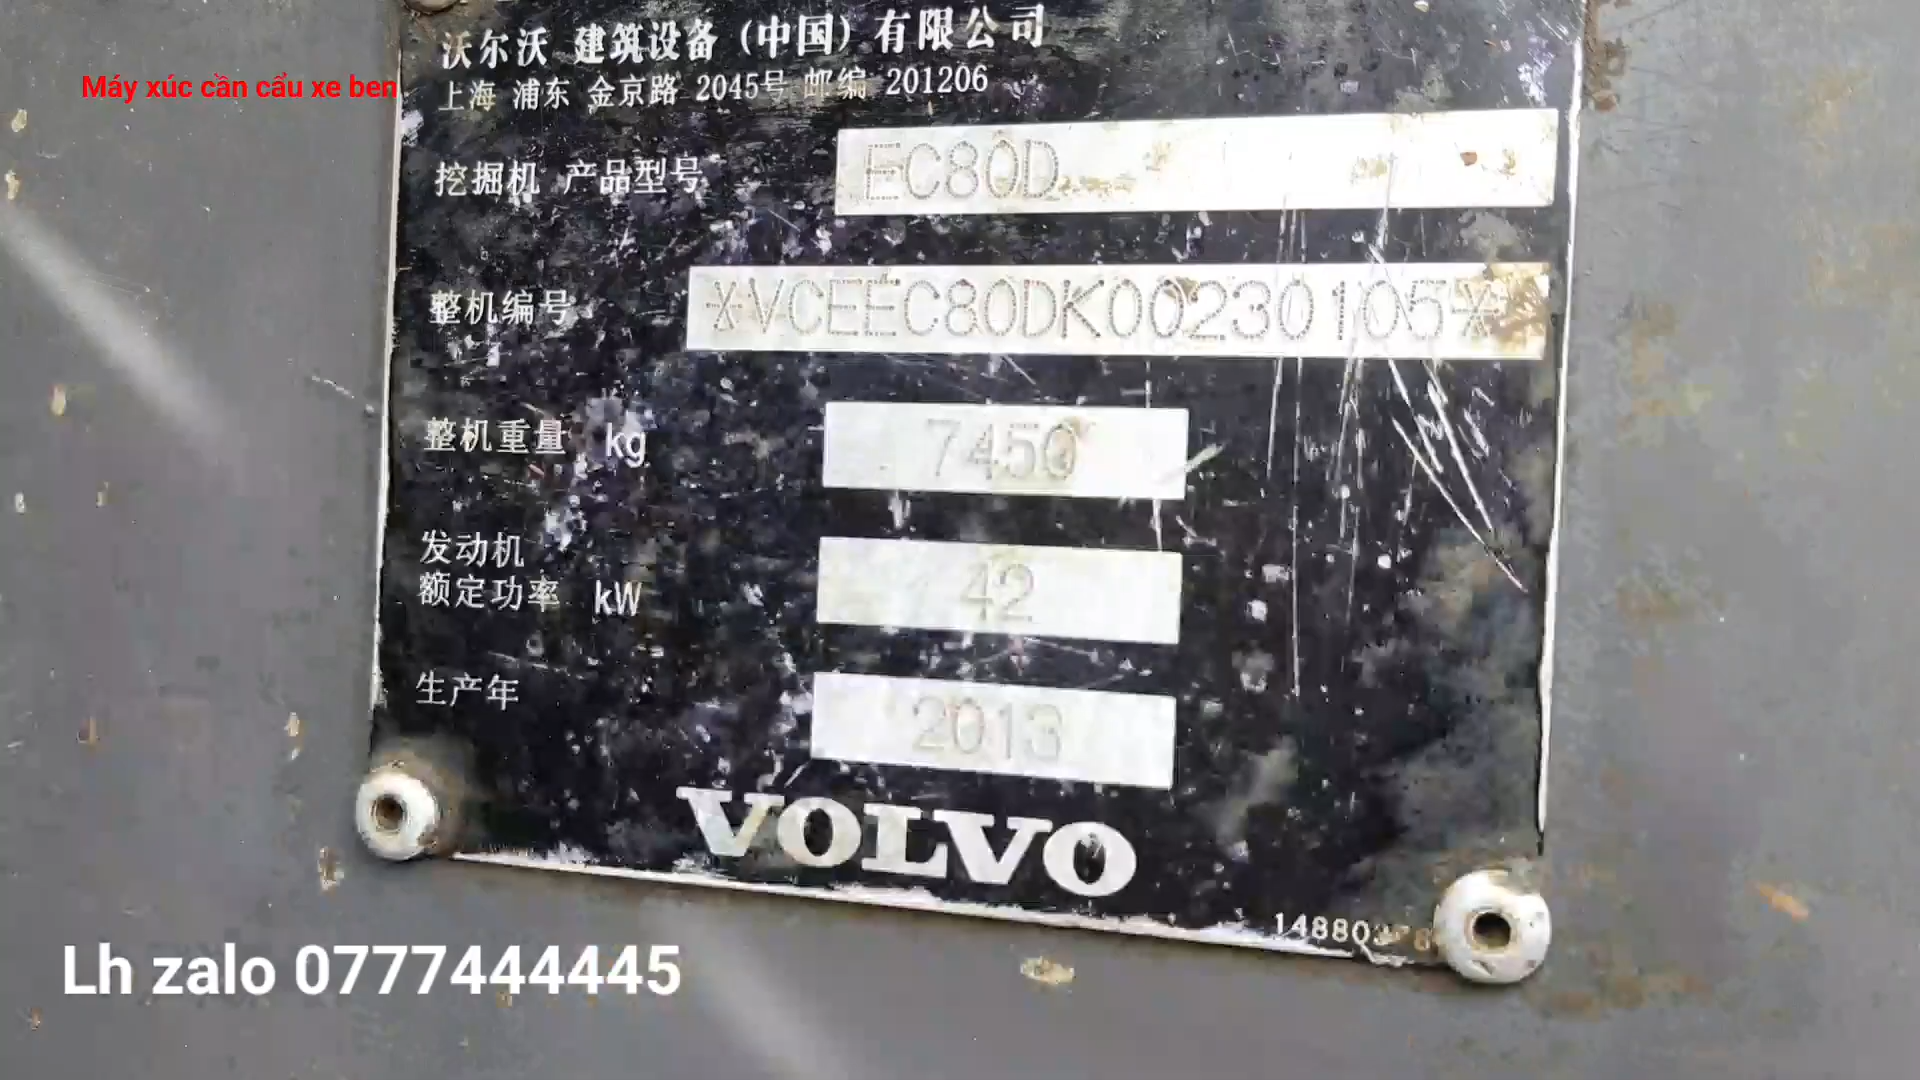 沃尔沃 建筑设备（中国）有限公司
Máy xúc cần cẩu xe ben
上海 浦东 金京路 2045号 邮编 201206
挖掘机 产品型号 EC80D
整机编号 *VCEEC80DK00230105*
整机重量 kg 7450
发动机
额定功率 kW 42
生产年 2013
VOLVO
Lh zalo 0777444445